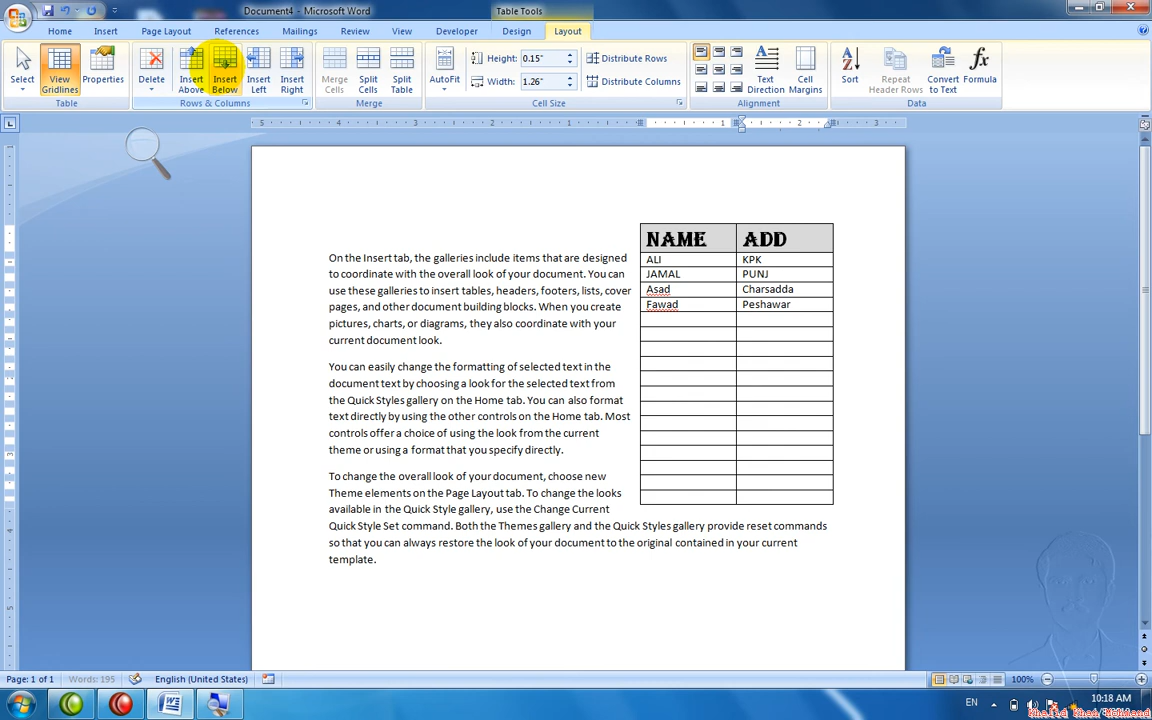 Document4 - Microsoft Word
Table Tools
Home
Insert
Page Layout
References
Mailings
Review
View
Developer
Design
Layout
Select
View Gridlines
Properties
Table
Delete
Insert Above
Insert Below
Insert Left
Insert Right
Rows & Columns
Merge Cells
Split Cells
Split Table
Merge
AutoFit
Height: 0.15"
Width: 1.26"
Distribute Rows
Distribute Columns
Cell Size
Text Direction
Cell Margins
Alignment
Sort
Repeat Header Rows
Convert to Text
Formula
Data
On the Insert tab, the galleries include items that are designed
to coordinate with the overall look of your document. You can
use these galleries to insert tables, headers, footers, lists, cover
pages, and other document building blocks. When you create
pictures, charts, or diagrams, they also coordinate with your
current document look.
You can easily change the formatting of selected text in the
document text by choosing a look for the selected text from
the Quick Styles gallery on the Home tab. You can also format
text directly by using the other controls on the Home tab. Most
controls offer a choice of using the look from the current
theme or using a format that you specify directly.
To change the overall look of your document, choose new
Theme elements on the Page Layout tab. To change the looks
available in the Quick Style gallery, use the Change Current
Quick Style Set command. Both the Themes gallery and the Quick Styles gallery provide reset commands
so that you can always restore the look of your document to the original contained in your current
template.
NAME ADD
ALI KPK
JAMAL PUNJ
Asad Charsadda
Fawad Peshawar
Page: 1 of 1
Words: 195
English (United States)
100%
EN
10:18 AM